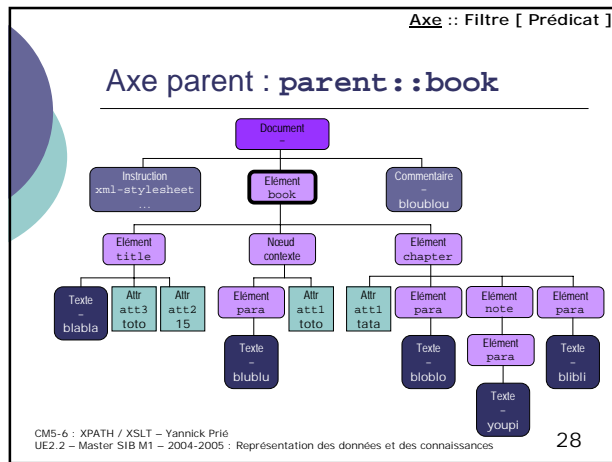 Axe :: Filtre [ Prédicat ]
Axe parent : parent::book
Document
–
Instruction
xml-stylesheet
...
Elément
book
Commentaire
–
bloublou
Elément
title
Nœud
contexte
Elément
chapter
Texte
–
blabla
Attr
att3
toto
Attr
att2
15
Elément
para
Attr
att1
toto
Attr
att1
tata
Elément
para
Elément
note
Elément
para
Texte
–
blublu
Texte
–
bloblo
Elément
para
Texte
–
blibli
Texte
–
youpi
CM5-6 : XPATH / XSLT – Yannick Prié
UE2.2 – Master SIB M1 – 2004-2005 : Représentation des données et des connaissances
28